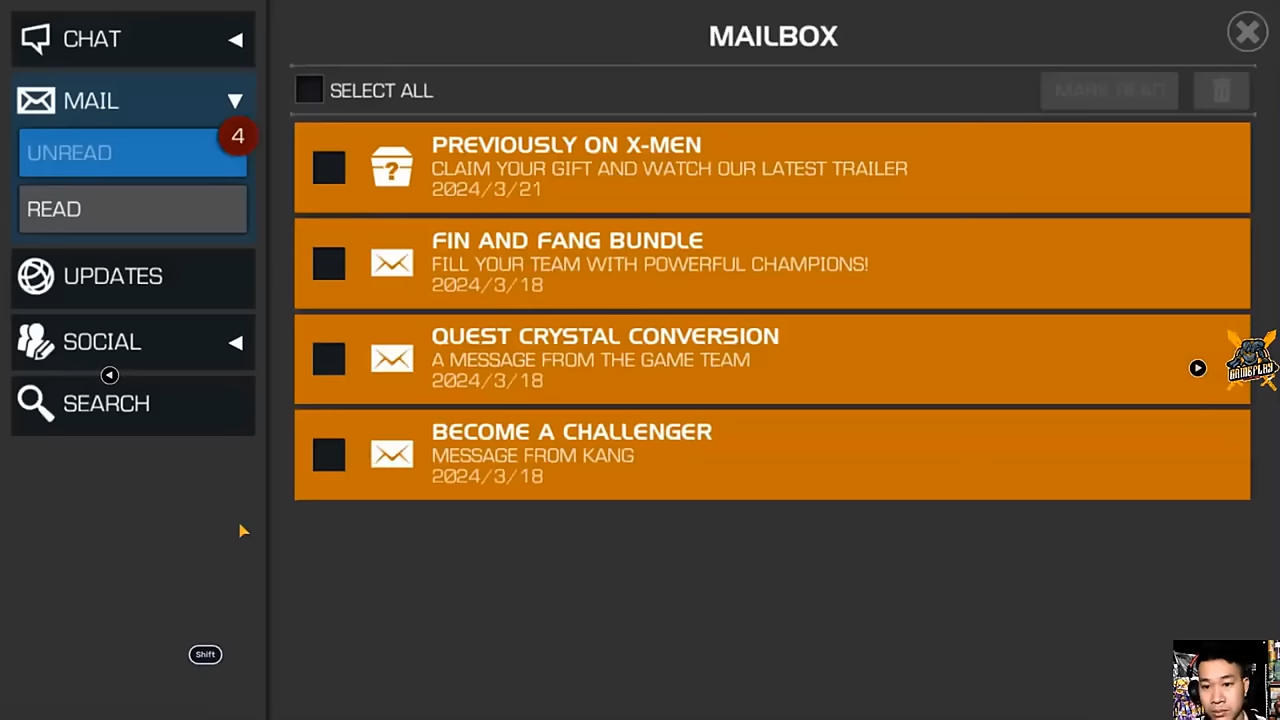 CHAT
MAIL
4
UNREAD
READ
UPDATES
SOCIAL
SEARCH
Shift
MAILBOX
SELECT ALL
MARK READ
PREVIOUSLY ON X-MEN
CLAIM YOUR GIFT AND WATCH OUR LATEST TRAILER
2024/3/21
FIN AND FANG BUNDLE
FILL YOUR TEAM WITH POWERFUL CHAMPIONS!
2024/3/18
QUEST CRYSTAL CONVERSION
A MESSAGE FROM THE GAME TEAM
2024/3/18
BECOME A CHALLENGER
MESSAGE FROM KANG
2024/3/18
GAMEPLAY